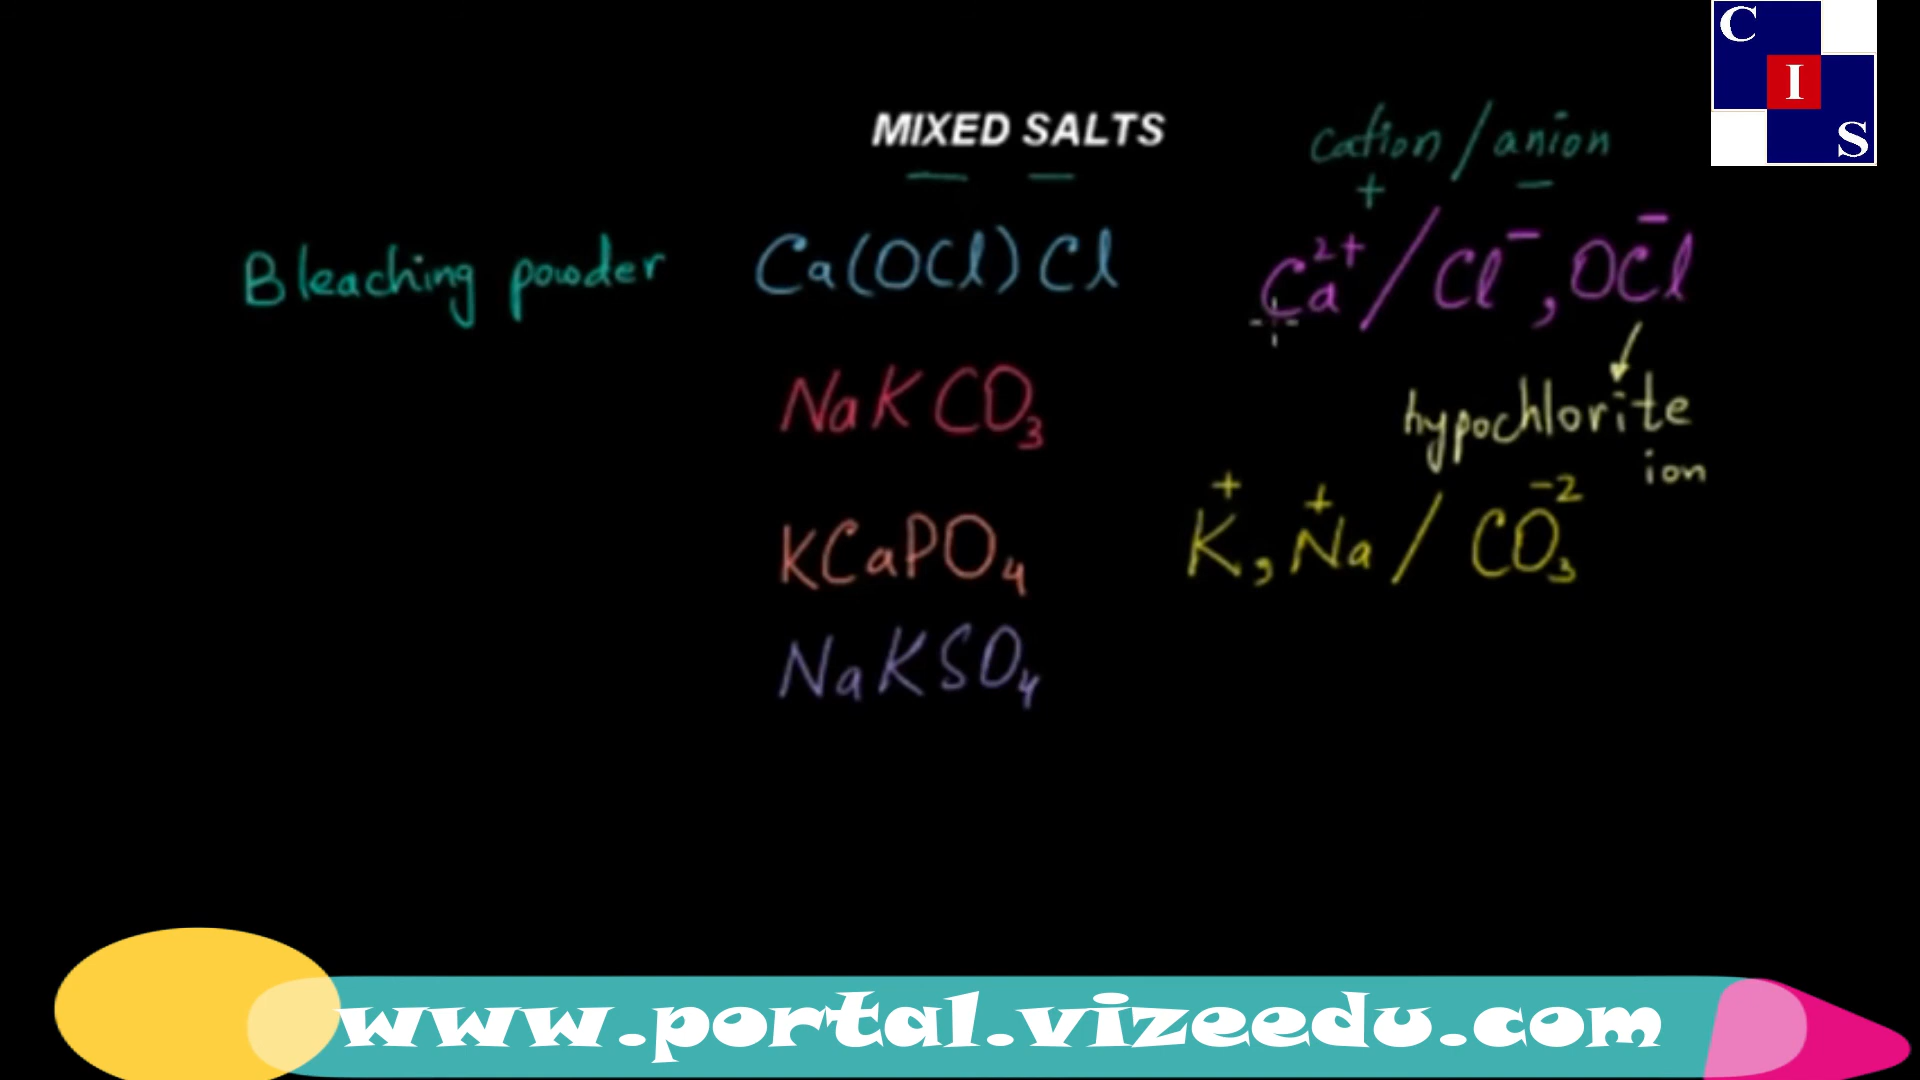 C
I
S
MIXED SALTS
cation / anion
+ −
Bleaching powder
Ca(OCl)Cl
Ca²⁺ / Cl⁻, OCl⁻
hypochlorite
ion
NaKCO₃
K⁺, Na⁺ / CO₃⁻²
KCaPO₄
NaKSO₄
www.portal.vizeedu.com